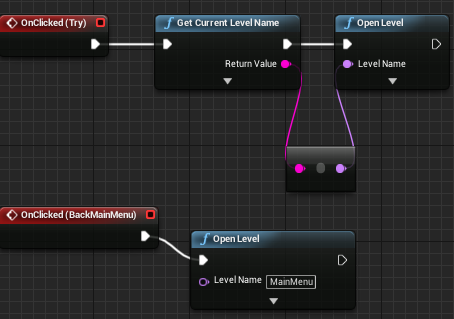 OnClicked (Try)
Get Current Level Name
Open Level
Return Value
Level Name
OnClicked (BackMainMenu)
Open Level
Level Name MainMenu